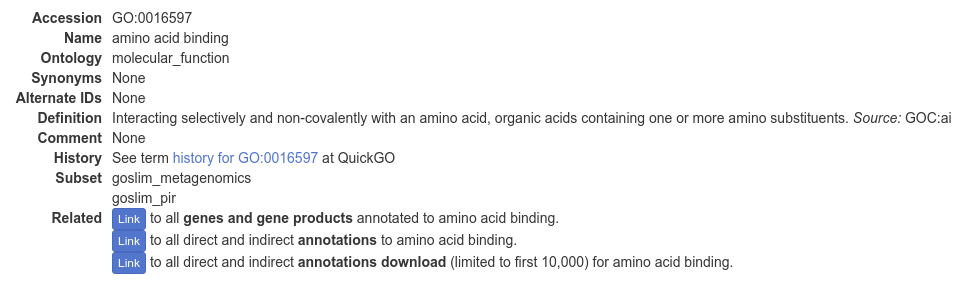 Accession GO:0016597
Name amino acid binding
Ontology molecular_function
Synonyms None
Alternate IDs None
Definition Interacting selectively and non-covalently with an amino acid, organic acids containing one or more amino substituents. Source: GOC:ai
Comment None
History See term history for GO:0016597 at QuickGO
Subset goslim_metagenomics
goslim_pir
Related Link to all genes and gene products annotated to amino acid binding.
Link to all direct and indirect annotations to amino acid binding.
Link to all direct and indirect annotations download (limited to first 10,000) for amino acid binding.